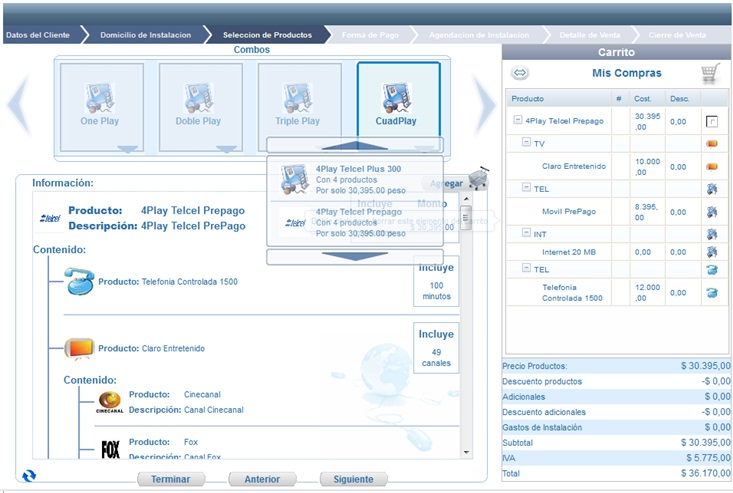 Datos del Cliente
Domicilio de Instalacion
Seleccion de Productos
Forma de Pago
Agendacion de Instalacion
Detalle de Venta
Cierre de Venta
Combos
One Play
Doble Play
Triple Play
CuadPlay
4Play Telcel Plus 300
Con 4 productos
Por solo 30,395.00 peso
4Play Telcel Prepago
Con 4 productos
Por solo 30,395.00 peso
Información:
Agregar
telcel
Producto: 4Play Telcel Prepago
Descripción: 4Play Telcel PrePago
Incluye
Monto
Contenido:
Producto: Telefonia Controlada 1500
Incluye
100
minutos
Producto: Claro Entretenido
Incluye
49
canales
Contenido:
CINECANAL
Producto: Cinecanal
Descripción: Canal Cinecanal
FOX
Producto: Fox
Descripción: Canal Fox
Terminar
Anterior
Siguiente
Carrito
Mis Compras
Producto # Cost. Desc.
4Play Telcel Prepago 30.395,00 0,00
TV
Claro Entretenido 10.000,00 0,00
TEL
Movil PrePago 8.395,00 0,00
INT
Internet 20 MB 0,00 0,00
TEL
Telefonia Controlada 1500 12.000,00 0,00
Precio Productos: $ 30.395,00
Descuento productos -$ 0,00
Adicionales $ 0,00
Descuento adicionales -$ 0,00
Gastos de Instalación $ 0,00
Subtotal $ 30.395,00
IVA $ 5.775,00
Total $ 36.170,00